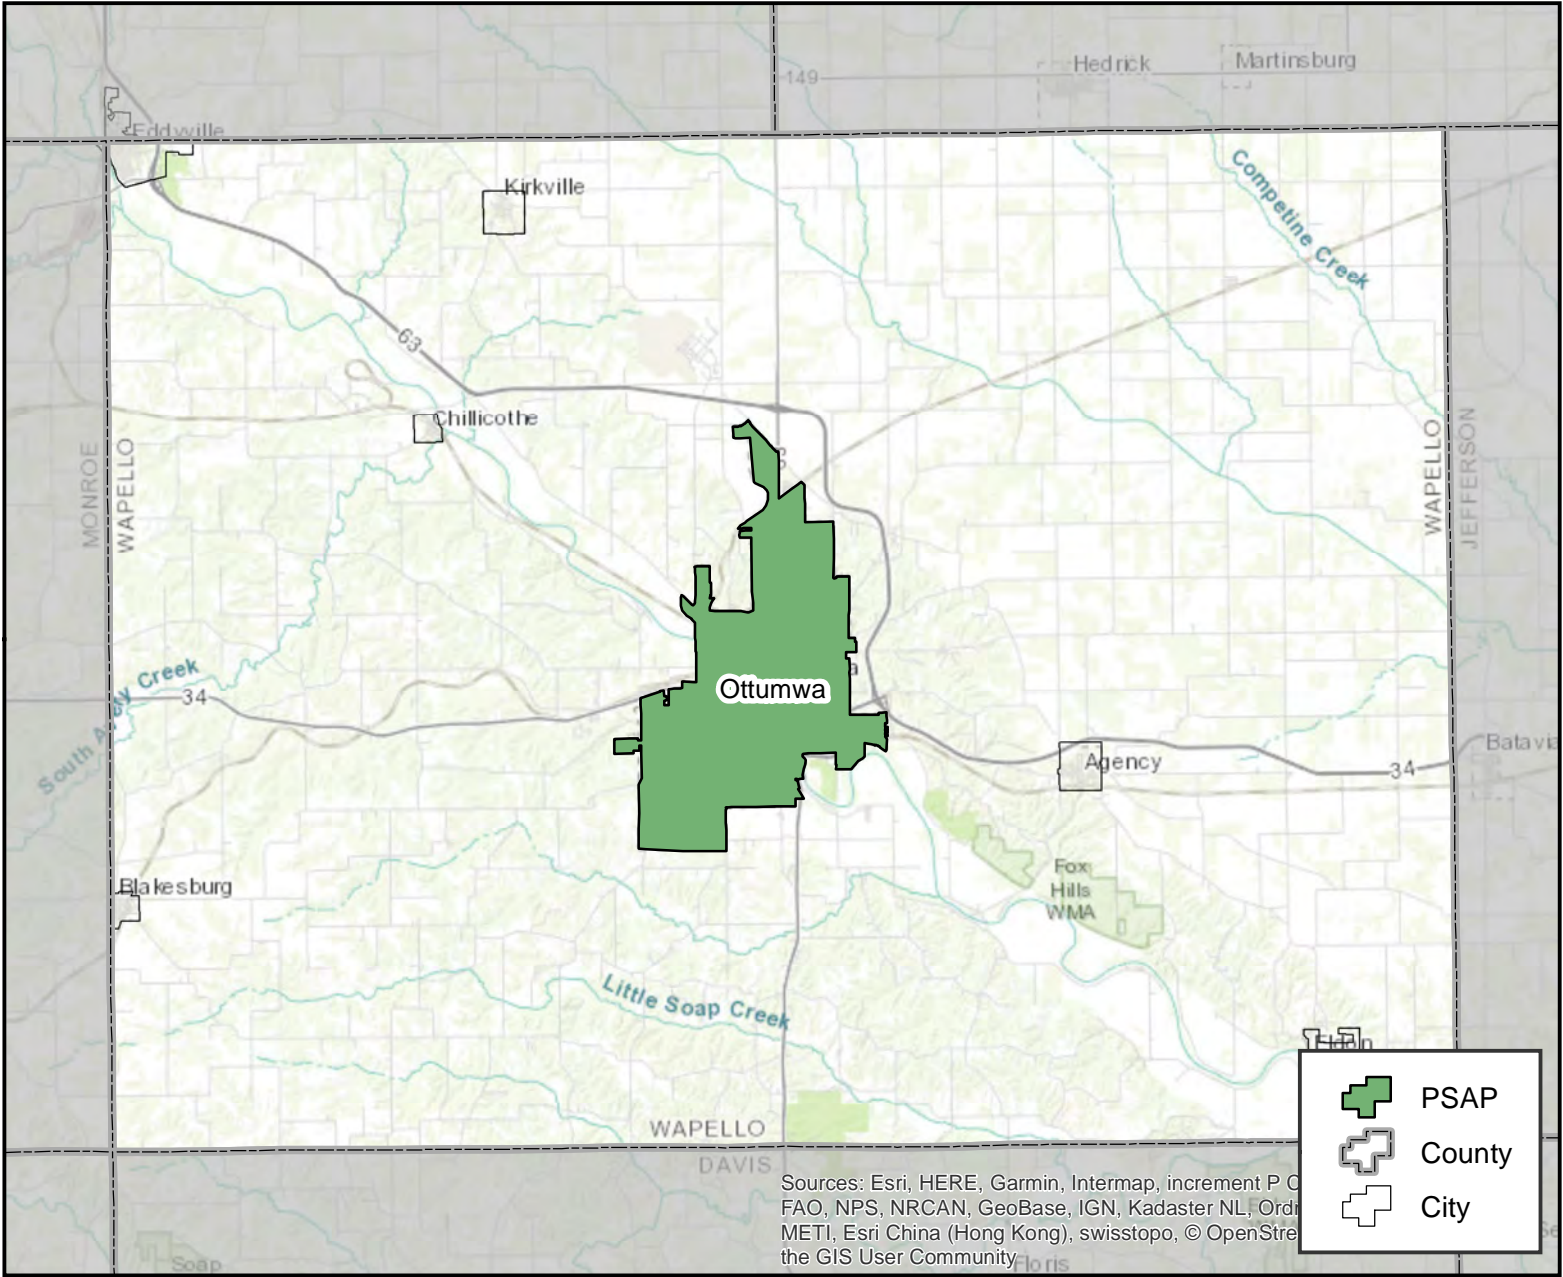 149
Hedrick
Martinsburg
Eddyville
Kirkville
Competine Creek
63
Chillicothe
MONROE
WAPELLO
WAPELLO
JEFFERSON
a
South Avery Creek
34
Ottumwa
Agency
34
Batavia
Blakesburg
Fox
Hills
WMA
Little Soap Creek
Eldon
WAPELLO
DAVIS
PSAP
County
City
Sources: Esri, HERE, Garmin, Intermap, increment P C
FAO, NPS, NRCAN, GeoBase, IGN, Kadaster NL, Ordn
METI, Esri China (Hong Kong), swisstopo, © OpenStre
the GIS User Community
Soap
Floris